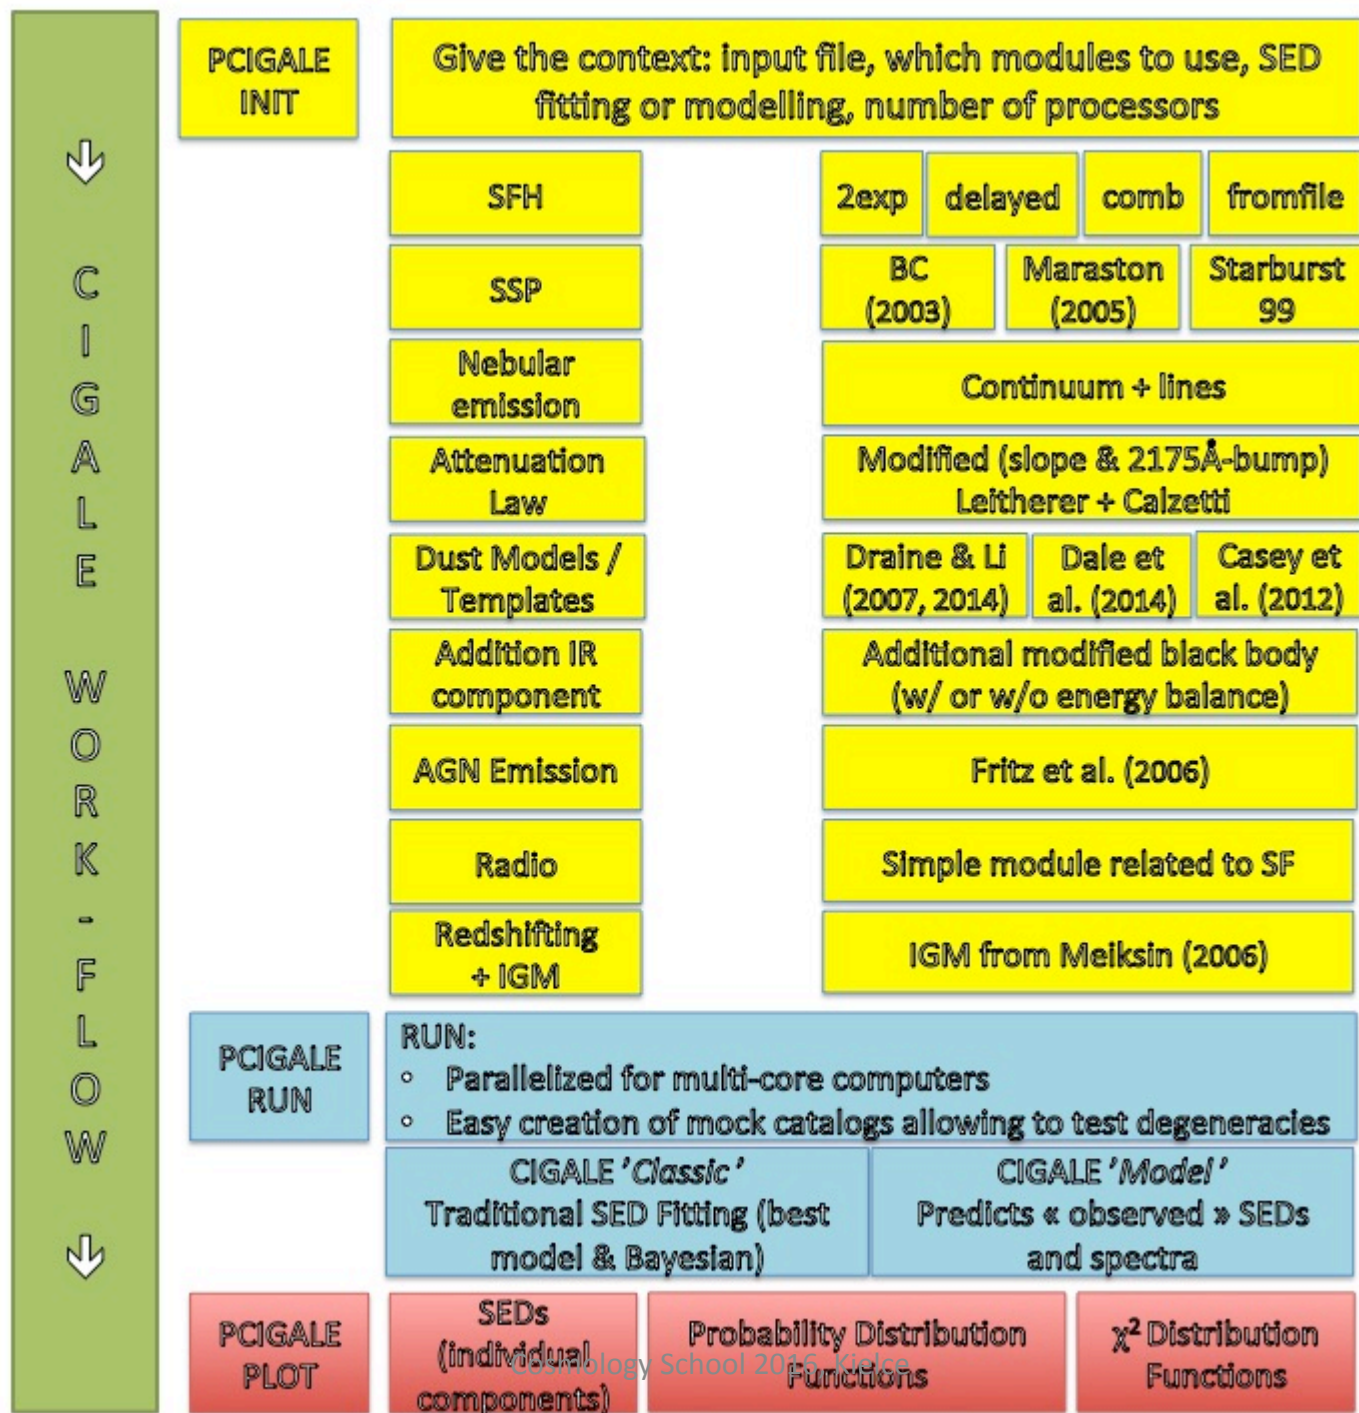 CIGALE WORK-FLOW
PCIGALE
INIT
Give the context: input file, which modules to use, SED
fitting or modelling, number of processors
SFH
2exp
delayed
comb
fromfile
SSP
BC
(2003)
Maraston
(2005)
Starburst
99
Nebular
emission
Continuum + lines
Attenuation
Law
Modified (slope & 2175Å-bump)
Leitherer + Calzetti
Dust Models /
Templates
Draine & Li
(2007, 2014)
Dale et
al. (2014)
Casey et
al. (2012)
Addition IR
component
Additional modified black body
(w/ or w/o energy balance)
AGN Emission
Fritz et al. (2006)
Radio
Simple module related to SF
Redshifting
+ IGM
IGM from Meiksin (2006)
PCIGALE
RUN
RUN:
◦ Parallelized for multi-core computers
◦ Easy creation of mock catalogs allowing to test degeneracies
CIGALE 'Classic'
Traditional SED Fitting (best
model & Bayesian)
CIGALE 'Model'
Predicts « observed » SEDs
and spectra
PCIGALE
PLOT
SEDs
(individual
components)
Probability Distribution
Functions
χ² Distribution
Functions
Cosmology School 2016, Kielce